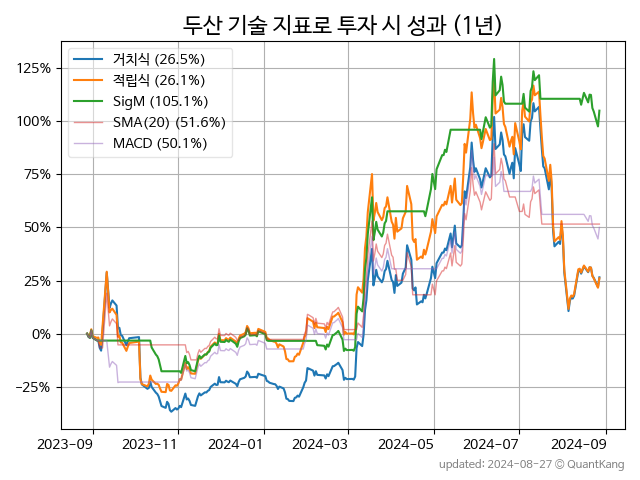 두산 기술 지표로 투자 시 성과 (1년)
거치식 (26.5%)
적립식 (26.1%)
SigM (105.1%)
SMA(20) (51.6%)
MACD (50.1%)
125%
100%
75%
50%
25%
0%
−25%
2023−09
2023−11
2024−01
2024−03
2024−05
2024−07
2024−09
updated: 2024-08-27 © QuantKang